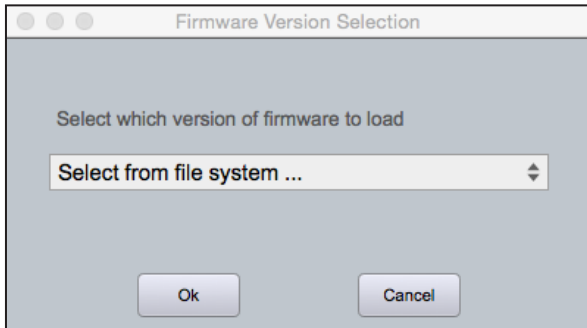 Firmware Version Selection
Select which version of firmware to load
Select from file system ...
Ok
Cancel